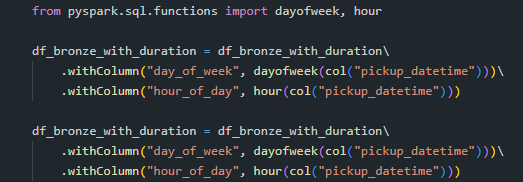 from pyspark.sql.functions import dayofweek, hour
df_bronze_with_duration = df_bronze_with_duration\
.withColumn("day_of_week", dayofweek(col("pickup_datetime")))\
.withColumn("hour_of_day", hour(col("pickup_datetime")))
df_bronze_with_duration = df_bronze_with_duration\
.withColumn("day_of_week", dayofweek(col("pickup_datetime")))\
.withColumn("hour_of_day", hour(col("pickup_datetime")))